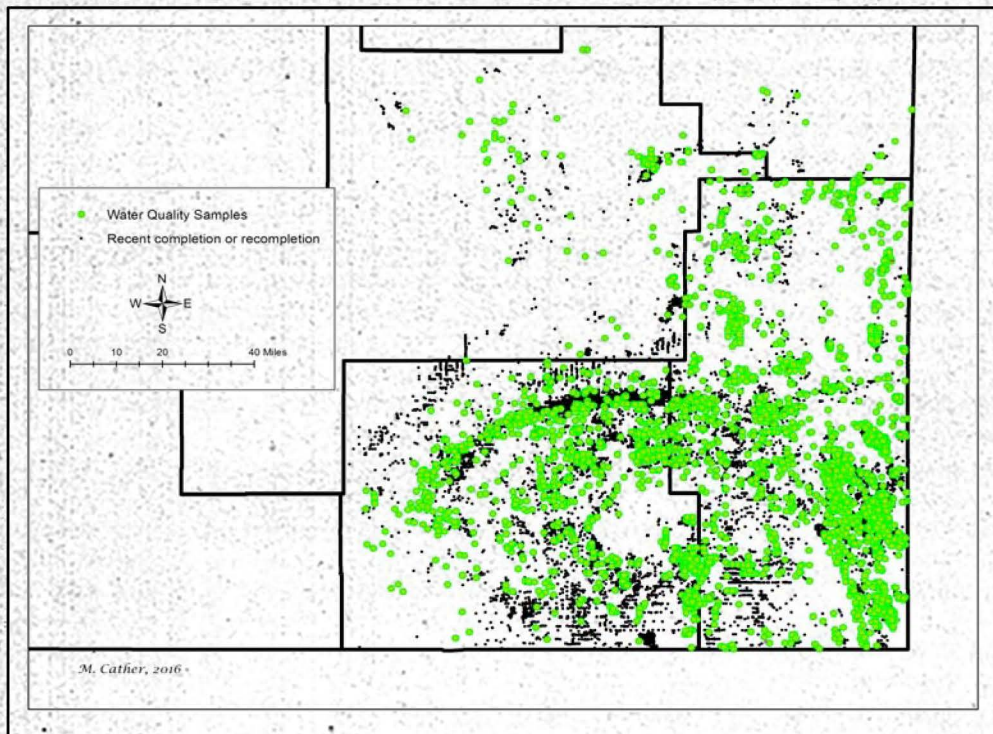 Water Quality Samples
Recent completion or recompletion
N
W E
S
0 10 20 40 Miles
M. Cather, 2016